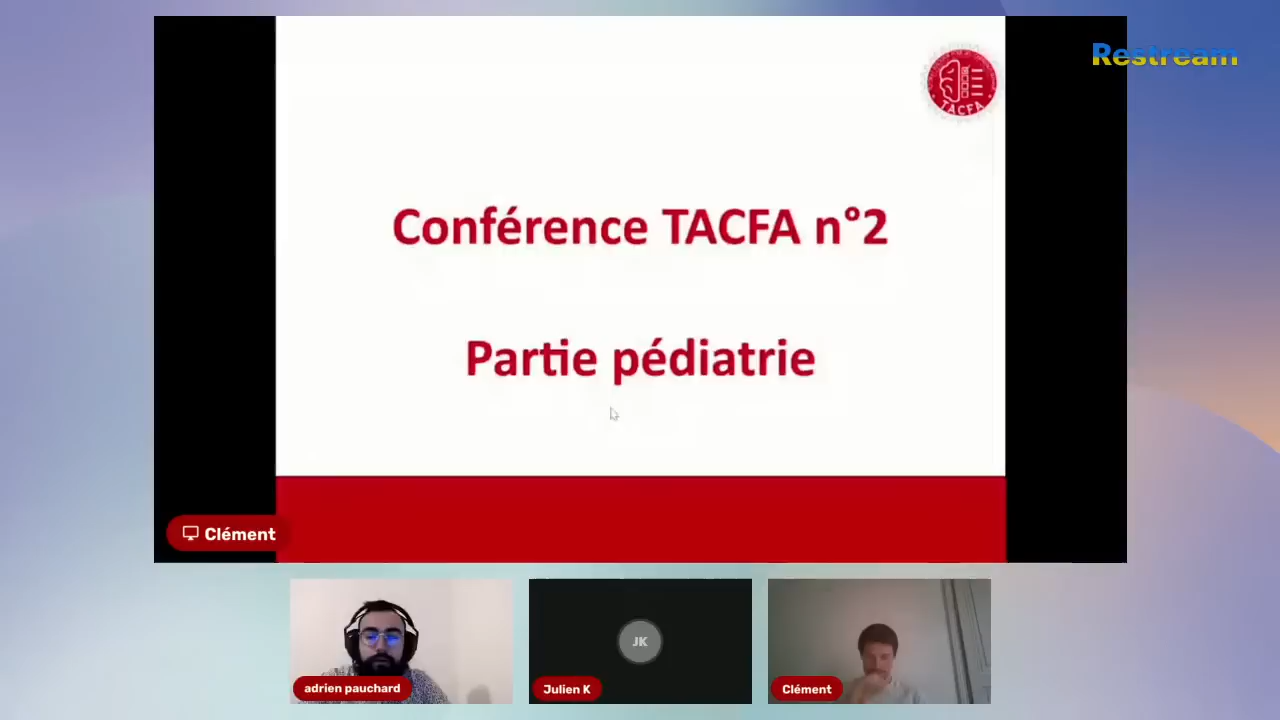 Restream
TACFA
Conférence TACFA n°2
Partie pédiatrie
Clément
JK
adrien pauchard
Julien K
Clément